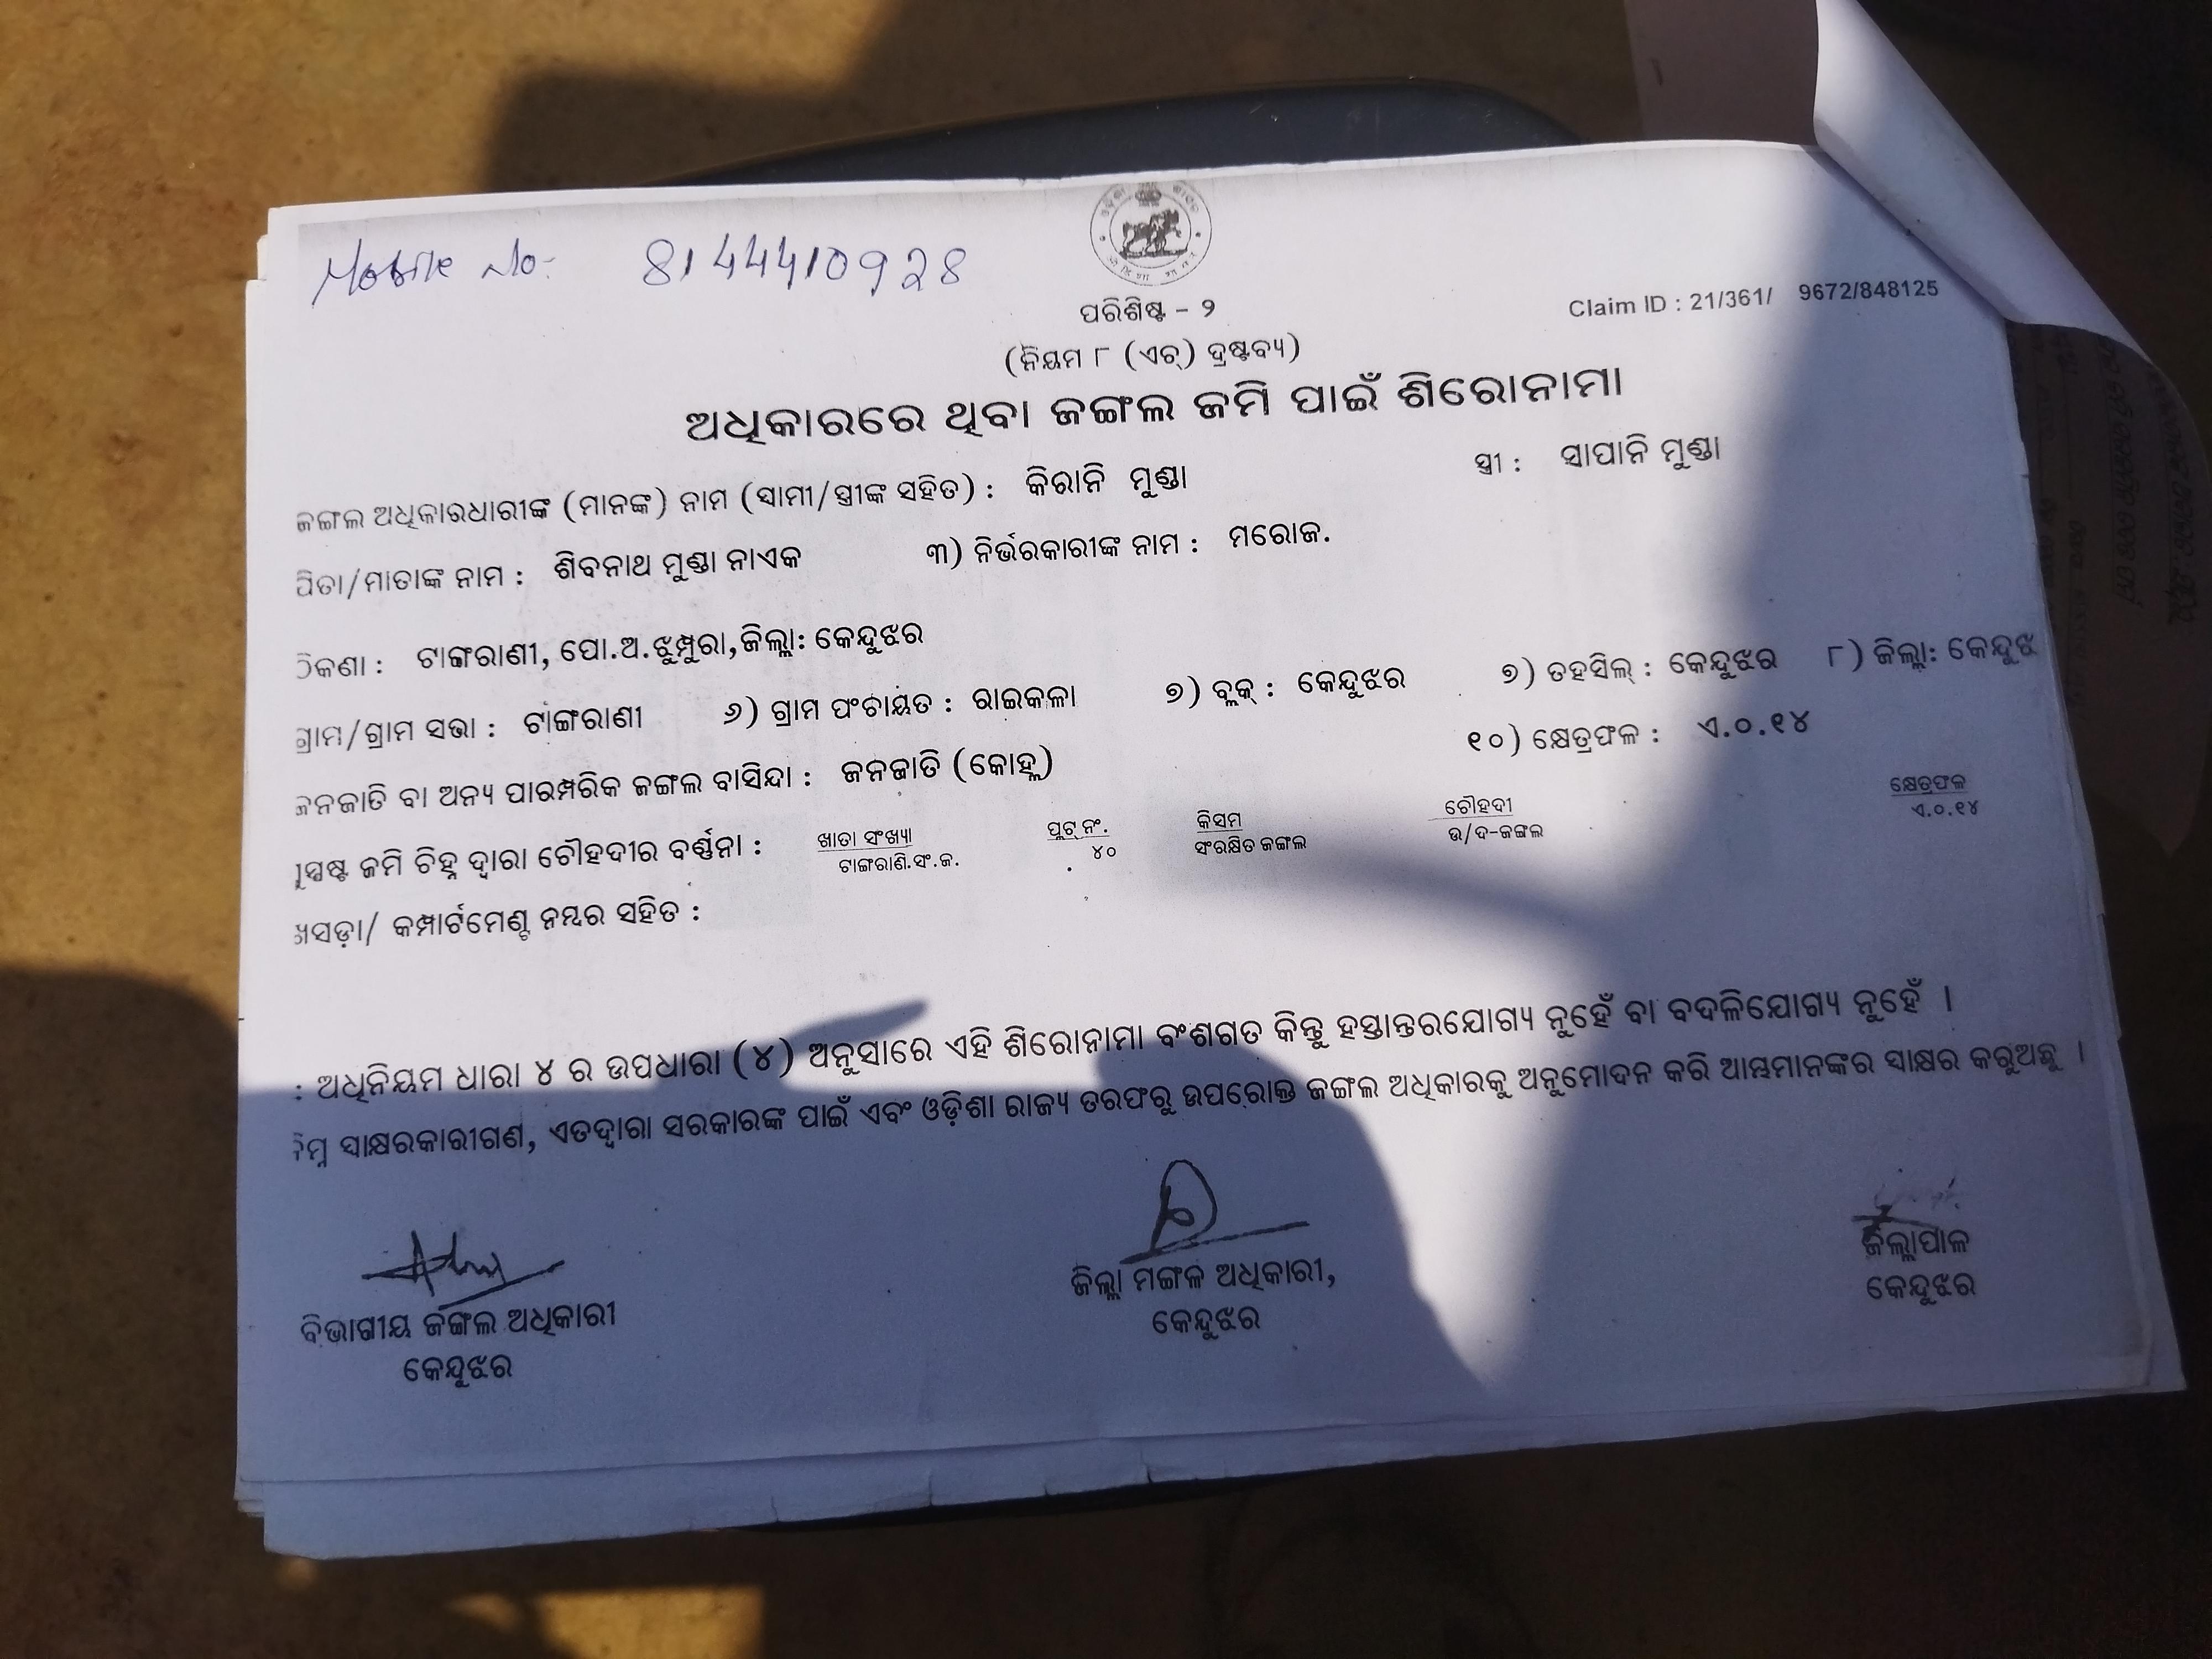 Mobile No: 8144410928
ପରିଶିଷ୍ଟ - ୨
Claim ID : 21/361/ 9672/848125
(ନିୟମ ୮ (ଏଚ୍) ଦ୍ରଷ୍ଟବ୍ୟ)
ଅଧିକାରରେ ଥିବା ଜଙ୍ଗଲ ଜମି ପାଇଁ ଶିରୋନାମା
ଜଙ୍ଗଲ ଅଧିକାରଧାରୀଙ୍କ (ମାନଙ୍କ) ନାମ (ସ୍ୱାମୀ/ସ୍ତ୍ରୀଙ୍କ ସହିତ) : କିରାନି ମୁଣ୍ଡା ସ୍ତ୍ରୀ : ସାପାନି ମୁଣ୍ଡା
ପିତା/ମାତାଙ୍କ ନାମ : ଶିବନାଥ ମୁଣ୍ଡା ନାଏକ ୩) ନିର୍ଭରକାରୀଙ୍କ ନାମ : ମରୋଜ.
ଠିକଣା : ଟାଙ୍ଗରାଣୀ, ପୋ.ଅ.ଝୁମ୍ପୁରା,ଜିଲ୍ଲା: କେନ୍ଦୁଝର
ଗ୍ରାମ/ଗ୍ରାମ ସଭା : ଟାଙ୍ଗରାଣୀ ୬) ଗ୍ରାମ ପଂଚାୟତ : ରାଇକଳା ୭) ବ୍ଲକ୍ : କେନ୍ଦୁଝର ୭) ତହସିଲ୍ : କେନ୍ଦୁଝର ୮) ଜିଲ୍ଲା: କେନ୍ଦୁଝ
ଜନଜାତି ବା ଅନ୍ୟ ପାରମ୍ପରିକ ଜଙ୍ଗଲ ବାସିନ୍ଦା : ଜନଜାତି (କୋହ୍ଲ) ୧୦) କ୍ଷେତ୍ରଫଳ : ଏ.୦.୧୪
ଜମି ଚିହ୍ନ ଦ୍ୱାରା ଚୌହଦୀର ବର୍ଣ୍ଣନା : ଖାତା ସଂଖ୍ୟା ପ୍ଲଟ୍ ନଂ. କିସମ ଚୌହଦୀ କ୍ଷେତ୍ରଫଳ
ଟାଙ୍ଗରାଣି.ସଂ.ଜ. ୪୦ ସଂରକ୍ଷିତ ଜଙ୍ଗଲ ଉ/ଦ-ଜଙ୍ଗଲ ଏ.୦.୧୪
ଖସଡ଼ା/ କମ୍ପାର୍ଟମେଣ୍ଟ ନମ୍ବର ସହିତ :
: ଅଧିନିୟମ ଧାରା ୪ ର ଉପଧାରା (୪) ଅନୁସାରେ ଏହି ଶିରୋନାମା ବଂଶଗତ କିନ୍ତୁ ହସ୍ତାନ୍ତରଯୋଗ୍ୟ ନୁହେଁ ବା ବଦଳିଯୋଗ୍ୟ ନୁହେଁ ।
ନିମ୍ନ ସ୍ୱାକ୍ଷରକାରୀଗଣ, ଏତଦ୍ୱାରା ସରକାରଙ୍କ ପାଇଁ ଏବଂ ଓଡ଼ିଶା ରାଜ୍ୟ ତରଫରୁ ଉପରୋକ୍ତ ଜଙ୍ଗଲ ଅଧିକାରକୁ ଅନୁମୋଦନ କରି ଆମ୍ଭମାନଙ୍କର ସ୍ୱାକ୍ଷର କରୁଅଛୁ ।
ବିଭାଗୀୟ ଜଙ୍ଗଲ ଅଧିକାରୀ
କେନ୍ଦୁଝର
ଜିଲ୍ଲା ମଙ୍ଗଳ ଅଧିକାରୀ,
କେନ୍ଦୁଝର
ଜିଲ୍ଲାପାଳ
କେନ୍ଦୁଝର